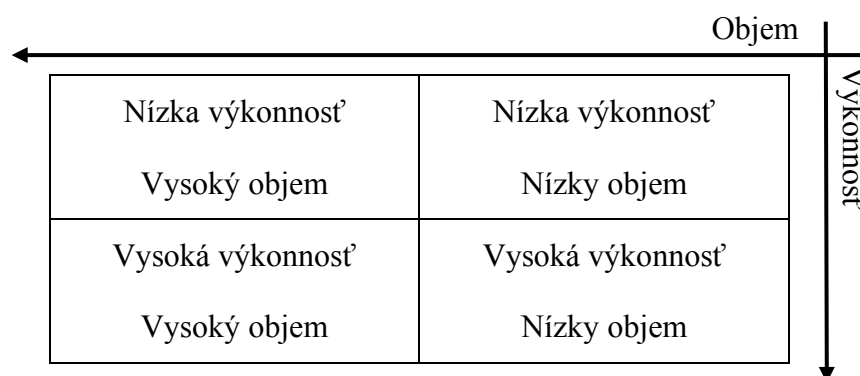 Objem
Výkonnosť
Nízka výkonnosť
Vysoký objem
Nízka výkonnosť
Nízky objem
Vysoká výkonnosť
Vysoký objem
Vysoká výkonnosť
Nízky objem